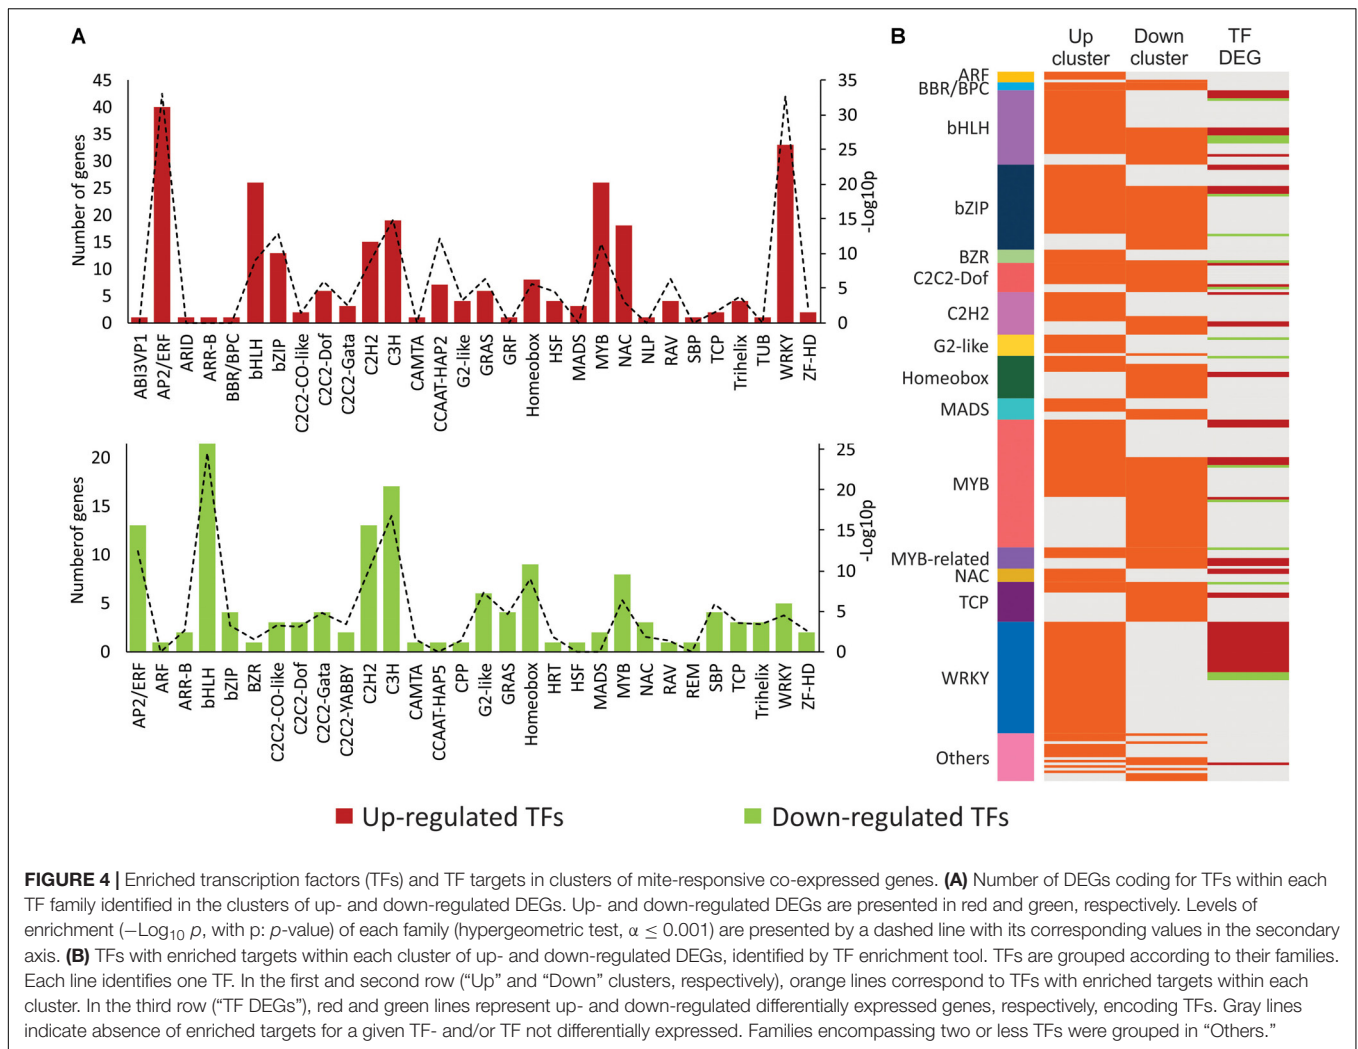 A
Number of genes
45
40
35
30
25
20
15
10
5
0
35
30
25
20
15
10
5
0
-Log10p
ABI3VP1
AP2/ERF
ARID
ARR-B
BBR/BPC
bHLH
bZIP
C2C2-CO-like
C2C2-Dof
C2C2-Gata
C2H2
C3H
CAMTA
CCAAT-HAP2
G2-like
GRAS
GRF
Homeobox
HSF
MADS
MYB
NAC
NLP
RAV
SBP
TCP
Trihelix
TUB
WRKY
ZF-HD
Numberof genes
20
15
10
5
0
25
20
15
10
5
0
-Log10p
AP2/ERF
ARF
ARR-B
bHLH
bZIP
BZR
C2C2-CO-like
C2C2-Dof
C2C2-Gata
C2C2-YABBY
C2H2
C3H
CAMTA
CCAAT-HAP5
CPP
G2-like
GRAS
Homeobox
HRT
HSF
MADS
MYB
NAC
RAV
REM
SBP
TCP
Trihelix
WRKY
ZF-HD
B
Up cluster
Down cluster
TF DEG
ARF
BBR/BPC
bHLH
bZIP
BZR
C2C2-Dof
C2H2
G2-like
Homeobox
MADS
MYB
MYB-related
NAC
TCP
WRKY
Others
Up-regulated TFs
Down-regulated TFs
FIGURE 4 | Enriched transcription factors (TFs) and TF targets in clusters of mite-responsive co-expressed genes. (A) Number of DEGs coding for TFs within each
TF family identified in the clusters of up- and down-regulated DEGs. Up- and down-regulated DEGs are presented in red and green, respectively. Levels of
enrichment (−Log10 p, with p: p-value) of each family (hypergeometric test, α ≤ 0.001) are presented by a dashed line with its corresponding values in the secondary
axis. (B) TFs with enriched targets within each cluster of up- and down-regulated DEGs, identified by TF enrichment tool. TFs are grouped according to their families.
Each line identifies one TF. In the first and second row (“Up” and “Down” clusters, respectively), orange lines correspond to TFs with enriched targets within each
cluster. In the third row (“TF DEGs”), red and green lines represent up- and down-regulated differentially expressed genes, respectively, encoding TFs. Gray lines
indicate absence of enriched targets for a given TF- and/or TF not differentially expressed. Families encompassing two or less TFs were grouped in “Others.”